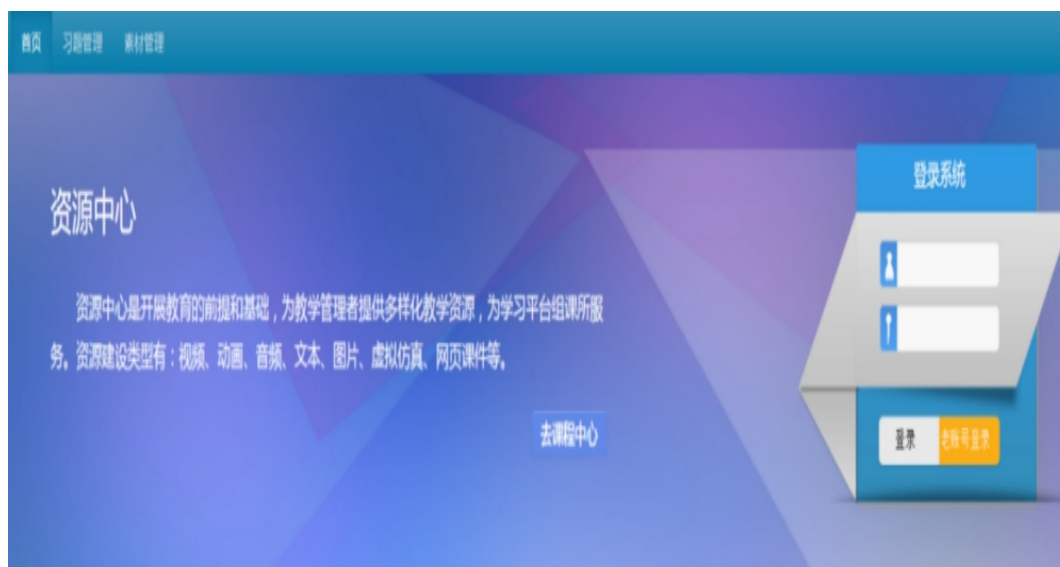 首页 习题管理 素材管理
登录系统
资源中心
资源中心是开展教育的前提和基础，为教学管理者提供多样化教学资源，为学习平台组课所服
务。资源建设类型有：视频、动画、音频、文本、图片、虚拟仿真、网页课件等。
去课程中心
登录 老账号登录